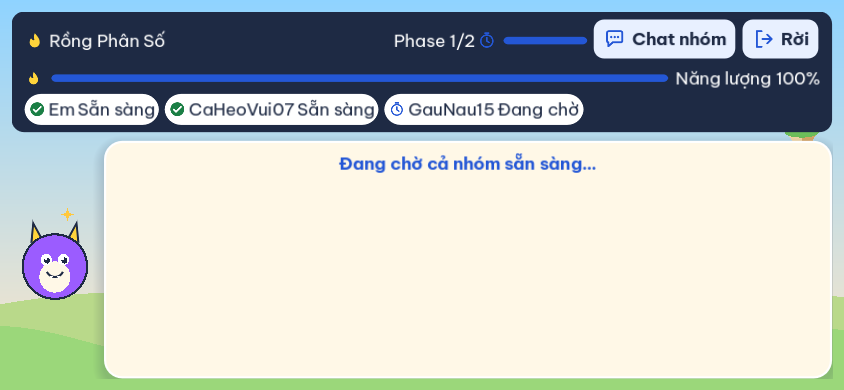 Rồng Phân Số
Phase 1/2
Chat nhóm
Rời
Năng lượng 100%
Em Sẵn sàng
CaHeoVui07 Sẵn sàng
GauNau15 Đang chờ
Đang chờ cả nhóm sẵn sàng...